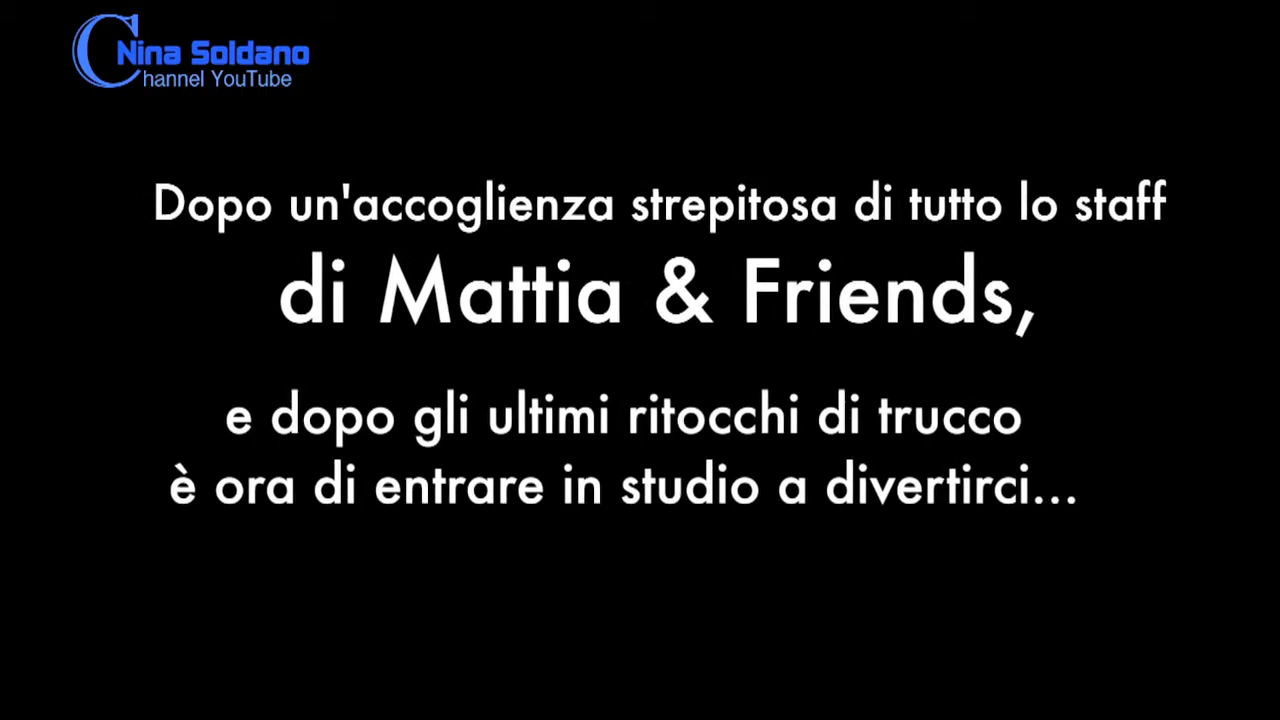 Nina Soldano
Channel YouTube
Dopo un'accoglienza strepitosa di tutto lo staff
di Mattia & Friends,
e dopo gli ultimi ritocchi di trucco
è ora di entrare in studio a divertirci...